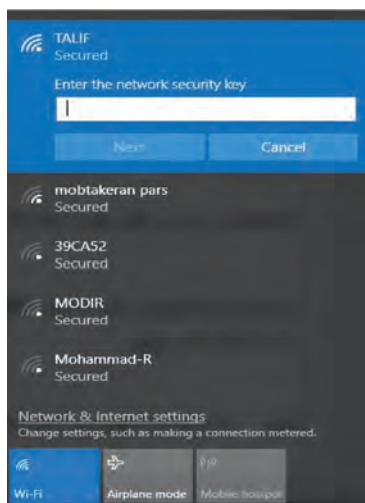 TALIF
Secured
Enter the network security key
Next
Cancel
mobtakeran pars
Secured
39CA52
Secured
MODIR
Secured
Mohammad-R
Secured
Network & Internet settings
Change settings, such as making a connection metered.
Wi-Fi
Airplane mode
Mobile hotspot